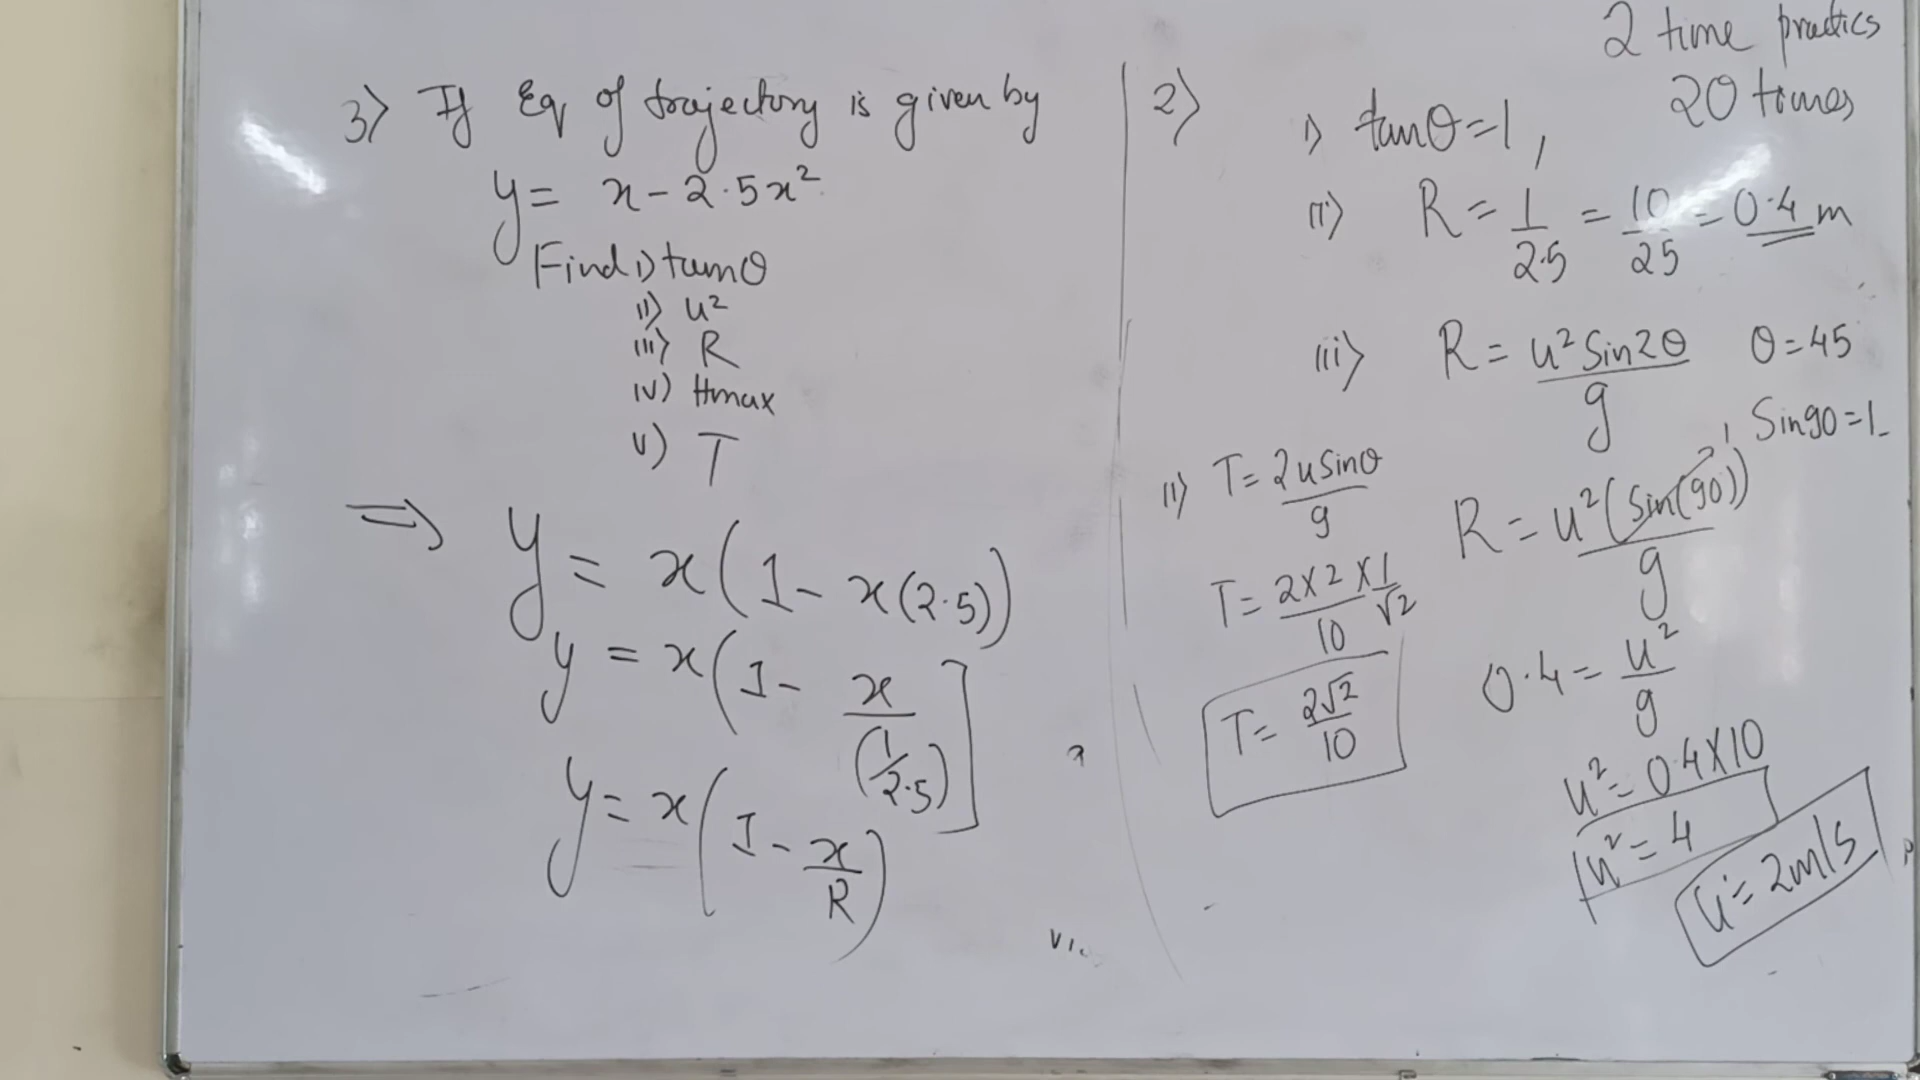 3) If Eq of trajectory is given by
y = x - 2.5x²
Find i) tanθ
ii) u²
iii) R
iv) Hmax
v) T
⇒ y = x(1 - x(2.5))
y = x(1 - x/(1/2.5)]
y = x(1 - x/R)
2 time practics
20 times
2)
i) tanθ = 1,
ii) R = 1/2.5 = 10/25 = 0.4 m
iii) R = u² Sin2θ/g θ = 45
Sin90 = 1
R = u²(Sin(90))/g 1
0.4 = u²/g
u² = 0.4×10
u² = 4
u = 2m/s
ii) T = 2usinθ/g
T = 2×2×1/√2/10
T = 2√2/10